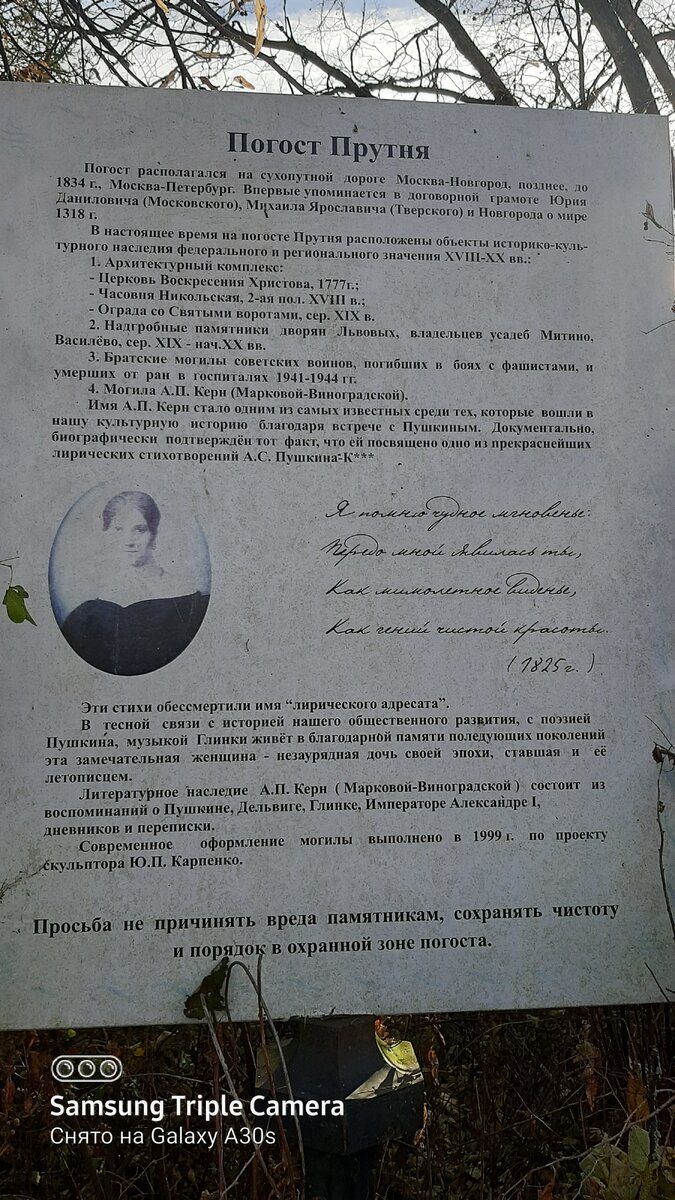 Погост Прутня
Погост располагался на сухопутной дороге Москва-Новгород, позднее, до
1834 г., Москва-Петербург. Впервые упоминается в договорной грамоте Юрия
Даниловича (Московского), Михаила Ярославича (Тверского) и Новгорода о мире
1318 г.
В настоящее время на погосте Прутня расположены объекты историко-куль-
турного наследия федерального и регионального значения XVIII-XX вв.:
1. Архитектурный комплекс:
- Церковь Воскресения Христова, 1777г.;
- Часовня Никольская, 2-ая пол. XVIII в.;
- Ограда со Святыми воротами, сер. XIX в.
2. Надгробные памятники дворян Львовых, владельцев усадеб Митино,
Василёво, сер. XIX - нач.XX вв.
3. Братские могилы советских воинов, погибших в боях с фашистами, и
умерших от ран в госпиталях 1941-1944 гг.
4. Могила А.П. Керн (Марковой-Виноградской).
Имя А.П. Керн стало одним из самых известных среди тех, которые вошли в
нашу культурную историю благодаря встрече с Пушкиным. Документально,
биографически подтверждён тот факт, что ей посвящено одно из прекраснейших
лирических стихотворений А.С. Пушкина-К***
Я помню чудное мгновенье:
Передо мной явилась ты,
Как мимолетное виденье,
Как гений чистой красоты.
(1825г.)
Эти стихи обессмертили имя “лирического адресата”.
В тесной связи с историей нашего общественного развития, с поэзией
Пушкина, музыкой Глинки живёт в благодарной памяти поледующих поколений
эта замечательная женщина - незаурядная дочь своей эпохи, ставшая и её
летописцем.
Литературное наследие А.П. Керн ( Марковой-Виноградской ) состоит из
воспоминаний о Пушкине, Дельвиге, Глинке, Императоре Александре I,
дневников и переписки.
Современное оформление могилы выполнено в 1999 г. по проекту
скульптора Ю.П. Карпенко.
Просьба не причинять вреда памятникам, сохранять чистоту
и порядок в охранной зоне погоста.
Samsung Triple Camera
Снято на Galaxy A30s